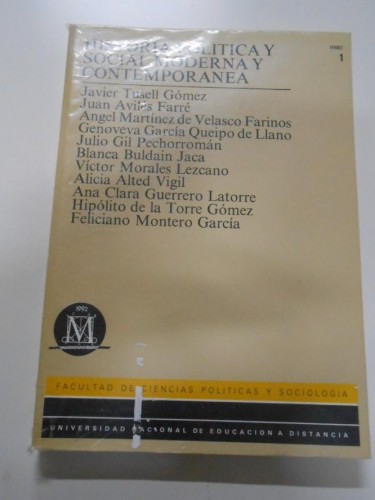 HISTORIA POLITICA Y
SOCIAL MODERNA Y
CONTEMPORANEA
1
Javier Tusell Gómez
Juan Avilés Farré
Angel Martínez de Velasco Farinos
Genoveva García Queipo de Llano
Julio Gil Pechorromán
Blanca Buldain Jaca
Víctor Morales Lezcano
Alicia Alted Vigil
Ana Clara Guerrero Latorre
Hipólito de la Torre Gómez
Feliciano Montero García
1992
FACULTAD DE CIENCIAS POLITICAS Y SOCIOLOGIA
UNIVERSIDAD NACIONAL DE EDUCACION A DISTANCIA